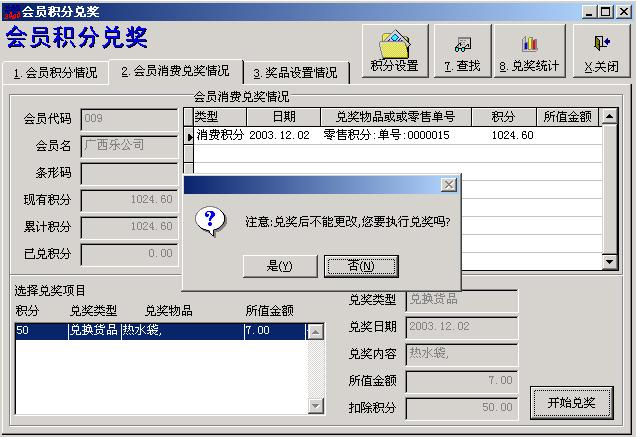 会员积分兑奖
会员积分兑奖
积分设置
7.查找
8.兑奖统计
X.关闭
1.会员积分情况
2.会员消费兑奖情况
3.奖品设置情况
会员代码 009
会员名 广西乐公司
条形码
现有积分 1024.60
累计积分 1024.60
已兑积分 0.00
会员消费兑奖情况
类型 日期 兑奖物品或或零售单号 积分 所值金额
消费积分 2003.12.02 零售积分:单号:0000015 1024.60
注意:兑奖后不能更改,您要执行兑奖吗?
是(Y) 否(N)
选择兑奖项目
积分 兑奖类型 兑奖物品 所值金额
50 兑换货品 热水袋, 7.00
兑奖类型 兑换货品
兑奖日期 2003.12.02
兑奖内容 热水袋,
所值金额 7.00
扣除积分 50.00
开始兑奖